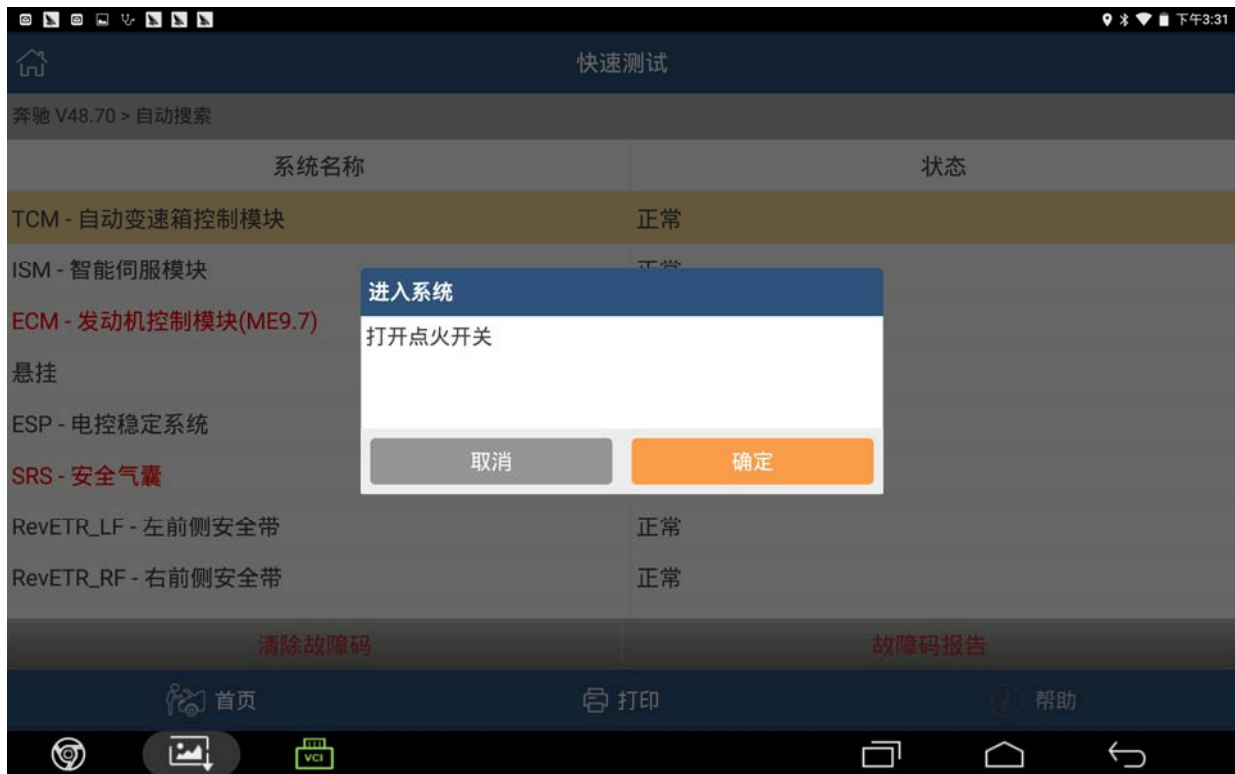 下午3:31
快速测试
奔驰 V48.70 > 自动搜索
系统名称 状态
TCM - 自动变速箱控制模块 正常
ISM - 智能伺服模块 正常
ECM - 发动机控制模块(ME9.7)
悬挂
ESP - 电控稳定系统
SRS - 安全气囊
进入系统
打开点火开关
取消 确定
RevETR_LF - 左前侧安全带 正常
RevETR_RF - 右前侧安全带 正常
清除故障码 故障码报告
首页 打印 帮助
VCI